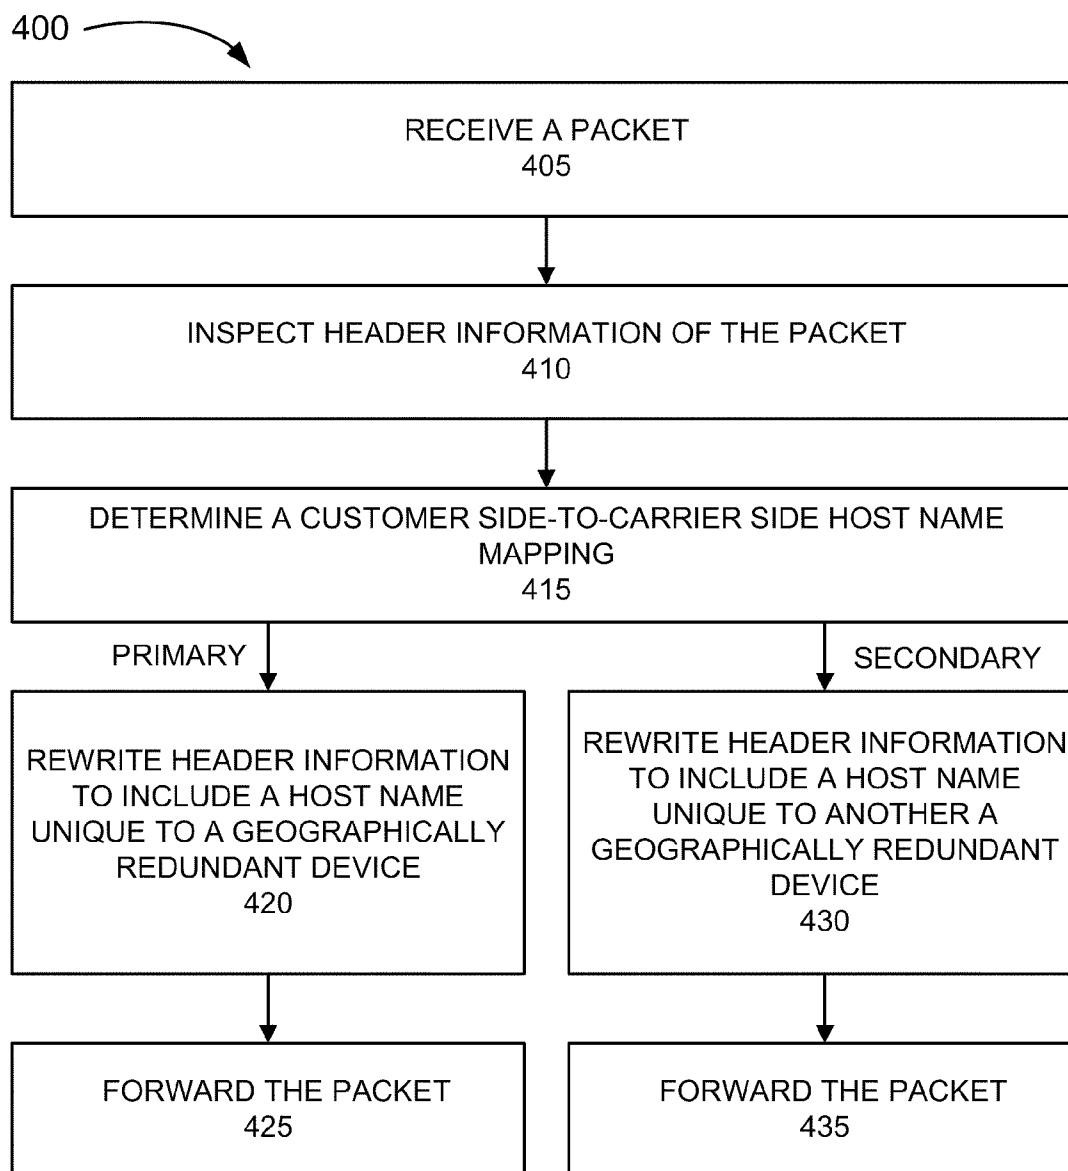 400
RECEIVE A PACKET
405
INSPECT HEADER INFORMATION OF THE PACKET
410
DETERMINE A CUSTOMER SIDE-TO-CARRIER SIDE HOST NAME
MAPPING
415
PRIMARY
SECONDARY
REWRITE HEADER INFORMATION
TO INCLUDE A HOST NAME
UNIQUE TO A GEOGRAPHICALLY
REDUNDANT DEVICE
420
REWRITE HEADER INFORMATION
TO INCLUDE A HOST NAME
UNIQUE TO ANOTHER A
GEOGRAPHICALLY REDUNDANT
DEVICE
430
FORWARD THE PACKET
425
FORWARD THE PACKET
435